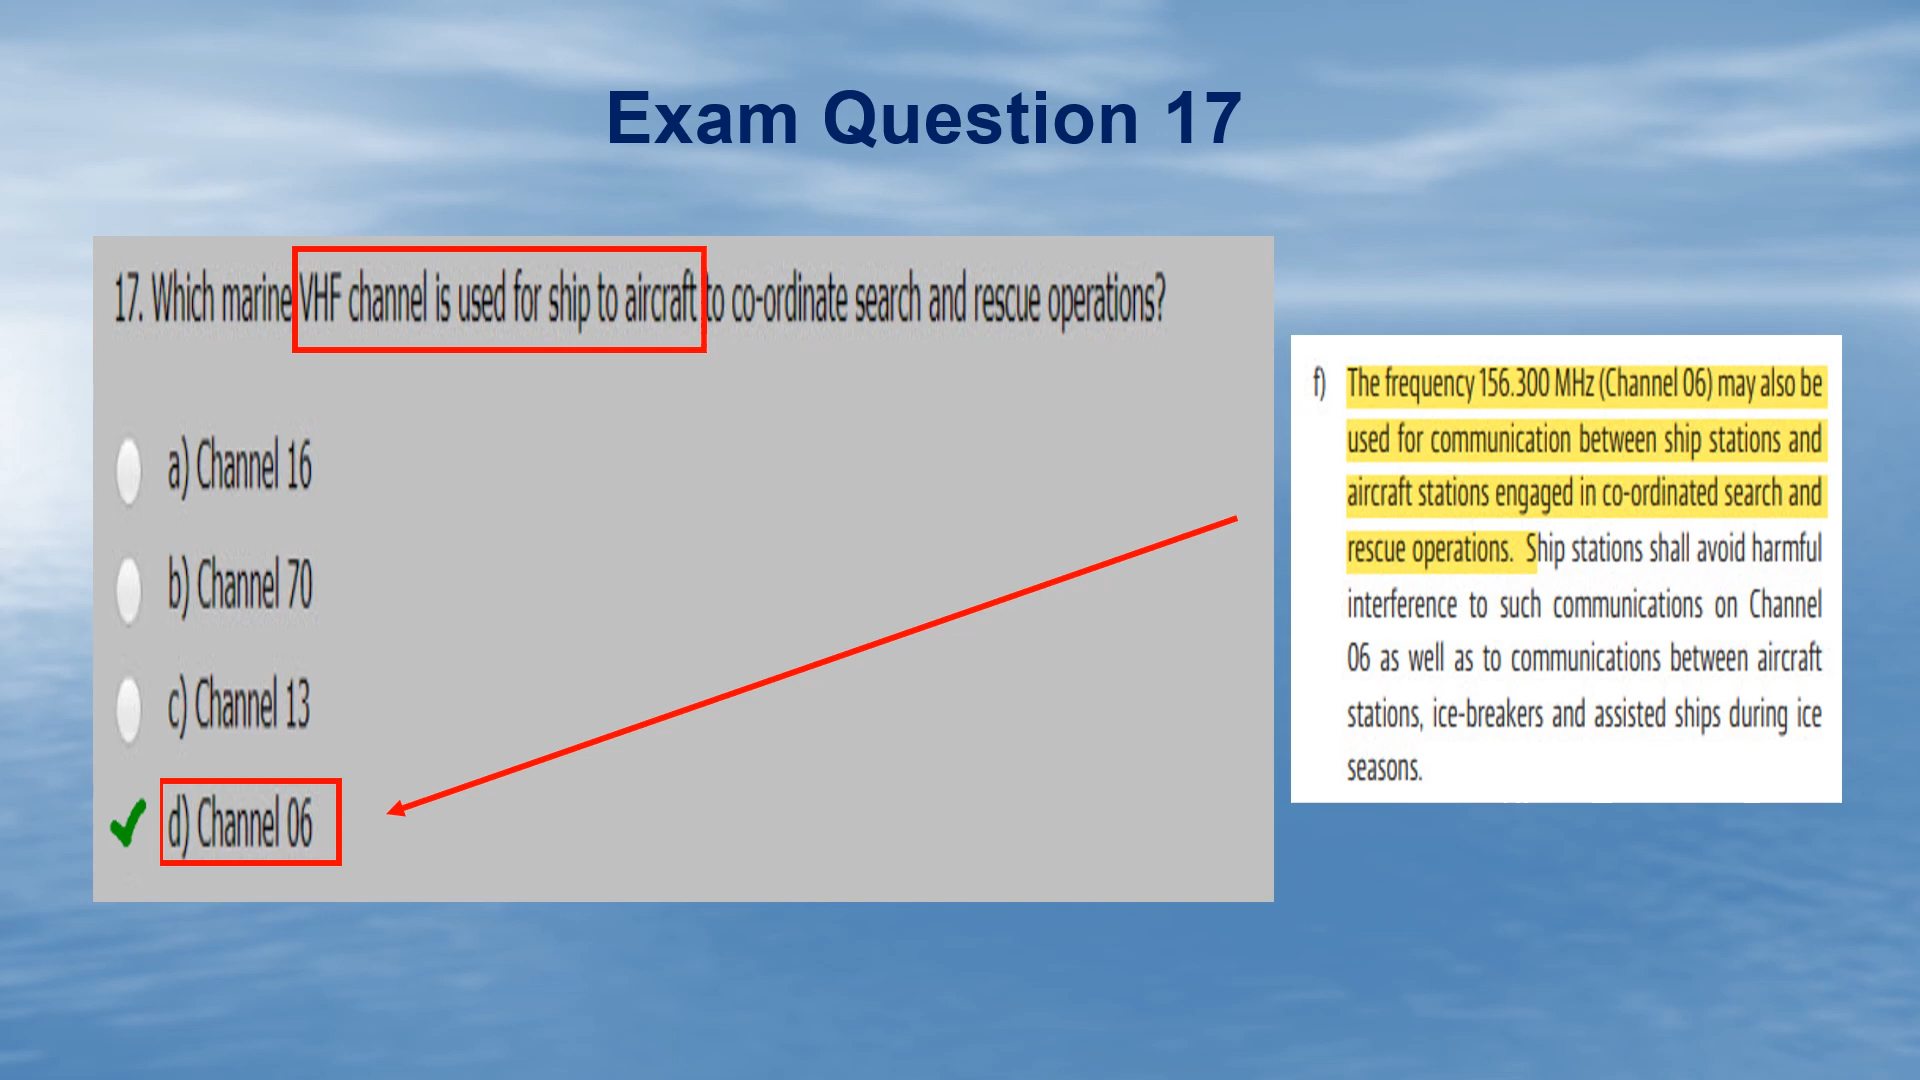 Exam Question 17
17. Which marine VHF channel is used for ship to aircraft to co-ordinate search and rescue operations?
a) Channel 16
b) Channel 70
c) Channel 13
d) Channel 06
f) The frequency 156.300 MHz (Channel 06) may also be
used for communication between ship stations and
aircraft stations engaged in co-ordinated search and
rescue operations. Ship stations shall avoid harmful
interference to such communications on Channel
06 as well as to communications between aircraft
stations, ice-breakers and assisted ships during ice
seasons.